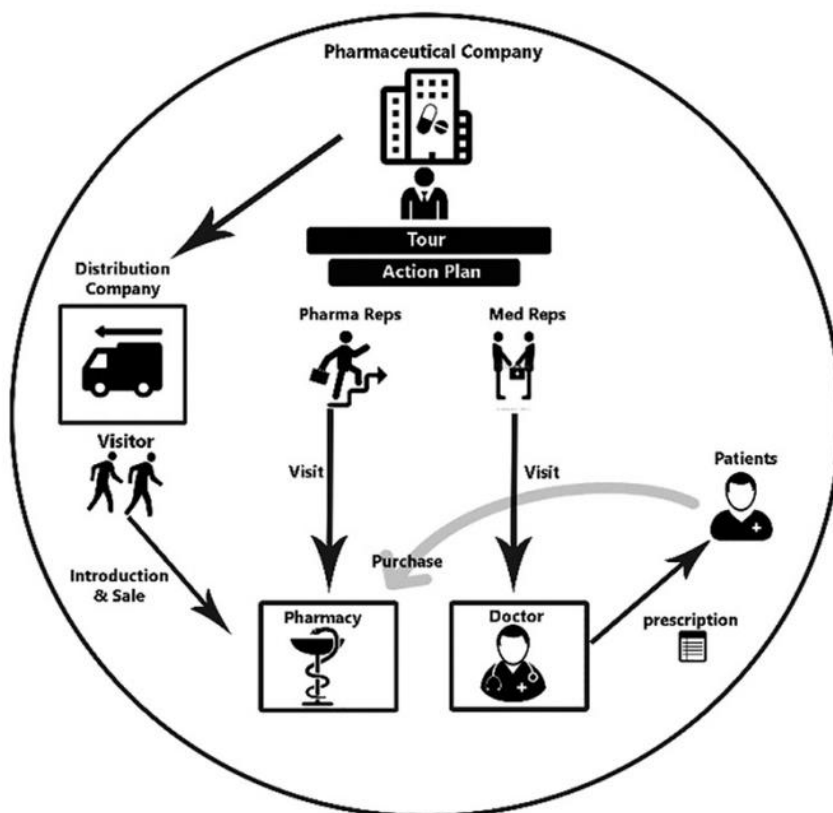 Pharmaceutical Company
Tour
Action Plan
Distribution
Company
Pharma Reps
Med Reps
Visitor
Visit
Visit
Patients
Purchase
Introduction
& Sale
Pharmacy
Doctor
prescription